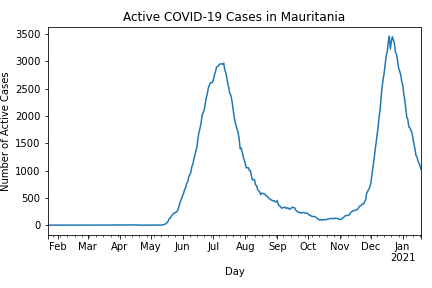 Active COVID-19 Cases in Mauritania
Number of Active Cases
3500
3000
2500
2000
1500
1000
500
0
Feb Mar Apr May Jun Jul Aug Sep Oct Nov Dec Jan
2021
Day